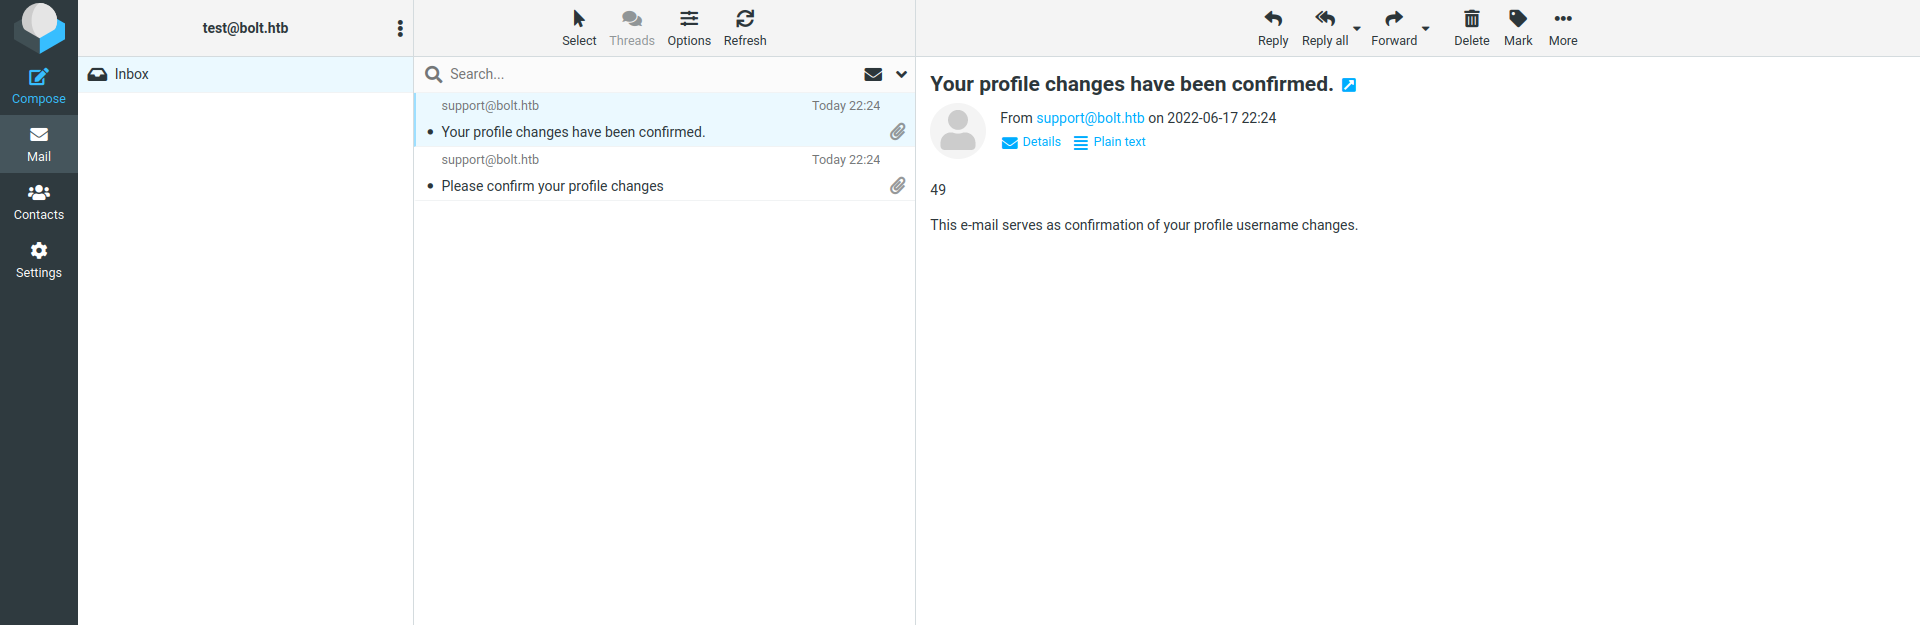 test@bolt.htb
Compose
Mail
Contacts
Settings
Inbox
Select Threads Options Refresh
Search...
support@bolt.htb Today 22:24
Your profile changes have been confirmed.
support@bolt.htb Today 22:24
Please confirm your profile changes
Reply Reply all Forward Delete Mark More
Your profile changes have been confirmed.
From support@bolt.htb on 2022-06-17 22:24
Details Plain text
49
This e-mail serves as confirmation of your profile username changes.